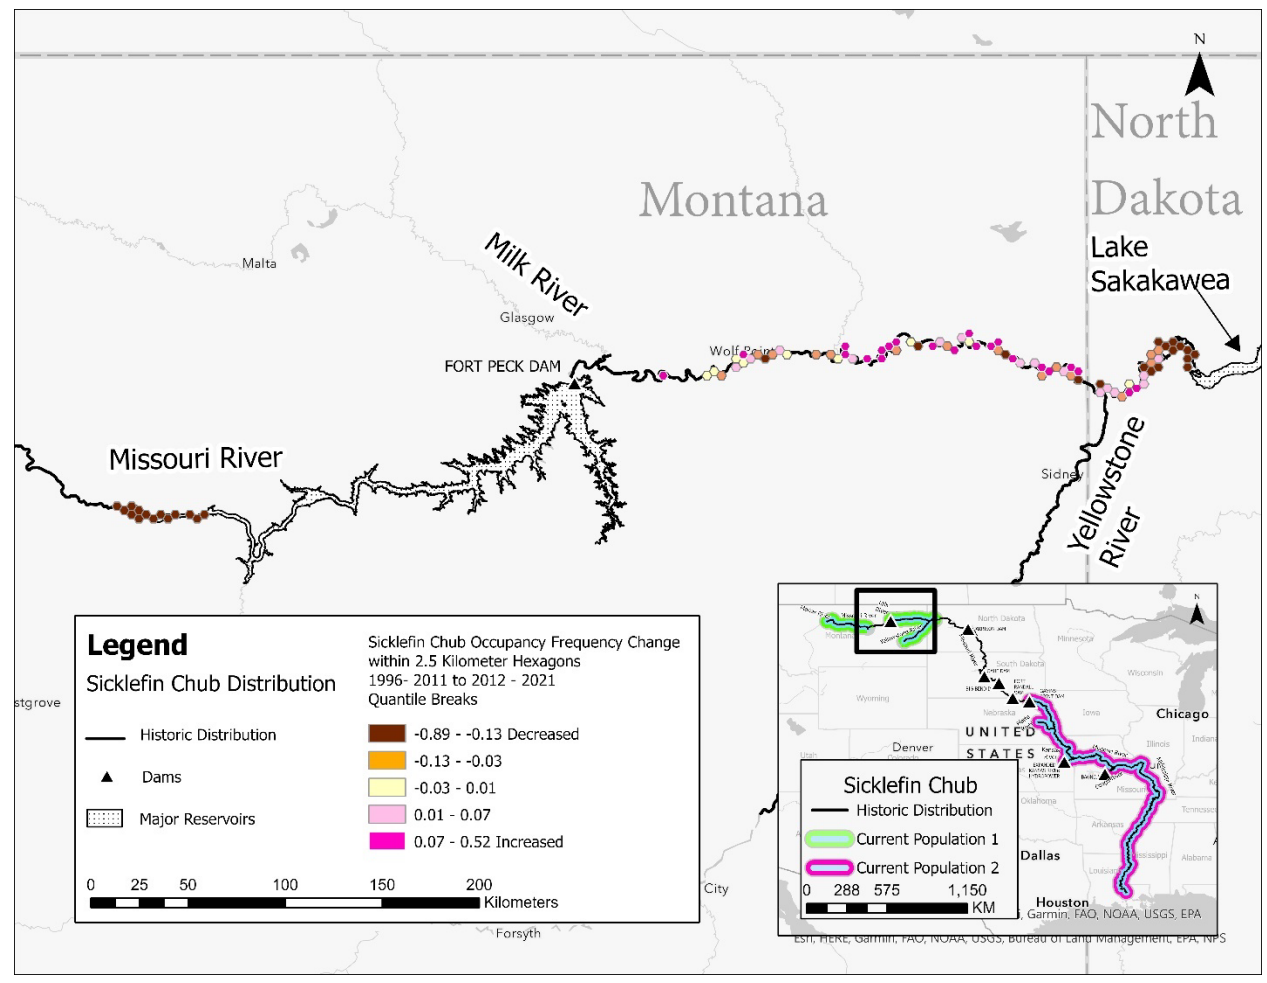 N
North
Dakota
Montana
Lake
Sakakawea
Milk River
Malta
Glasgow
Wolf Point
FORT PECK DAM
Missouri River
Sidney
Yellowstone
River
Legend
Sicklefin Chub Distribution
Historic Distribution
Dams
Major Reservoirs
Sicklefin Chub Occupancy Frequency Change
within 2.5 Kilometer Hexagons
1996- 2011 to 2012 - 2021
Quantile Breaks
-0.89 - -0.13 Decreased
-0.13 - -0.03
-0.03 - 0.01
0.01 - 0.07
0.07 - 0.52 Increased
0 25 50 100 150 200
Kilometers
stgrove
City
Forsyth
N
Montana
North Dakota
Minnesota
South Dakota
Wisconsin
Wyoming
Nebraska
Iowa
Chicago
UNITED
STATES
Denver
Illinois
Indian
Utah
Missouri
Oklahoma
Tennessee
Arkansas
Alabama
Dallas
Houston
Sicklefin Chub
Historic Distribution
Current Population 1
Current Population 2
0 288 575 1,150
KM
i, Garmin, FAO, NOAA, USGS, EPA
Esri, HERE, Garmin, FAO, NOAA, USGS, Bureau of Land Management, EPA, NPS